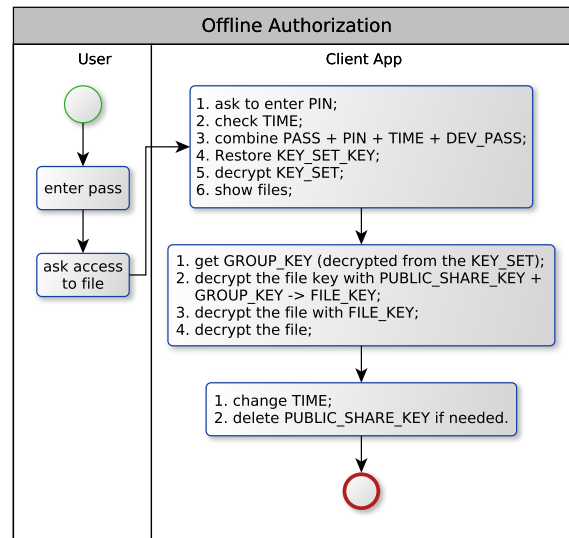 Offline Authorization
User
Client App
enter pass
ask access
to file
1. ask to enter PIN;
2. check TIME;
3. combine PASS + PIN + TIME + DEV_PASS;
4. Restore KEY_SET_KEY;
5. decrypt KEY_SET;
6. show files;
1. get GROUP_KEY (decrypted from the KEY_SET);
2. decrypt the file key with PUBLIC_SHARE_KEY +
GROUP_KEY -> FILE_KEY;
3. decrypt the file with FILE_KEY;
4. decrypt the file;
1. change TIME;
2. delete PUBLIC_SHARE_KEY if needed.